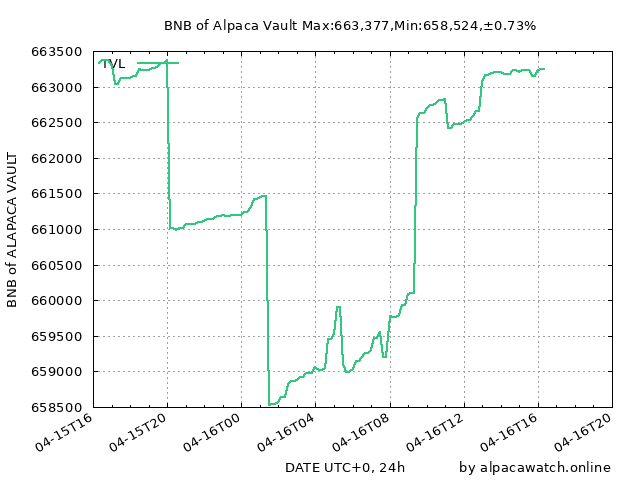 BNB of Alpaca Vault Max:663,377,Min:658,524,±0.73%
663500
663000
662500
662000
661500
661000
660500
660000
659500
659000
658500
TVL
BNB of ALAPACA VAULT
04-15T16
04-15T20
04-16T00
04-16T04
04-16T08
04-16T12
04-16T16
04-16T20
DATE UTC+0, 24h
by alpacawatch.online